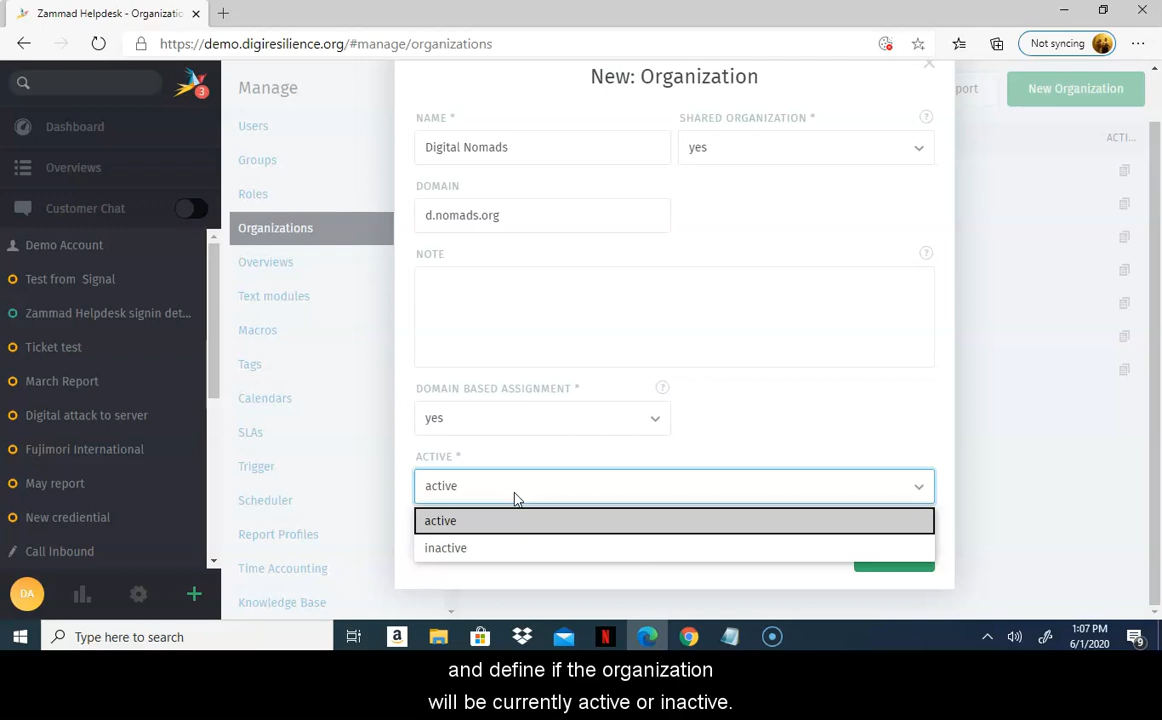 Zammad Helpdesk - Organizatio
https://demo.digiresilience.org/#manage/organizations
Not syncing
3
Dashboard
Overviews
Customer Chat
Demo Account
Test from Signal
Zammad Helpdesk signin det...
Ticket test
March Report
Digital attack to server
Fujimori International
May report
New crediential
Call Inbound
DA
Manage
Users
Groups
Roles
Organizations
Overviews
Text modules
Macros
Tags
Calendars
SLAs
Trigger
Scheduler
Report Profiles
Time Accounting
Knowledge Base
New: Organization
NAME *
SHARED ORGANIZATION *
?
Digital Nomads
yes
DOMAIN
d.nomads.org
NOTE
?
DOMAIN BASED ASSIGNMENT *
?
yes
ACTIVE *
active
active
inactive
port
New Organization
ACTI...
Type here to search
a
N
1:07 PM
6/1/2020
9
and define if the organization
will be currently active or inactive.